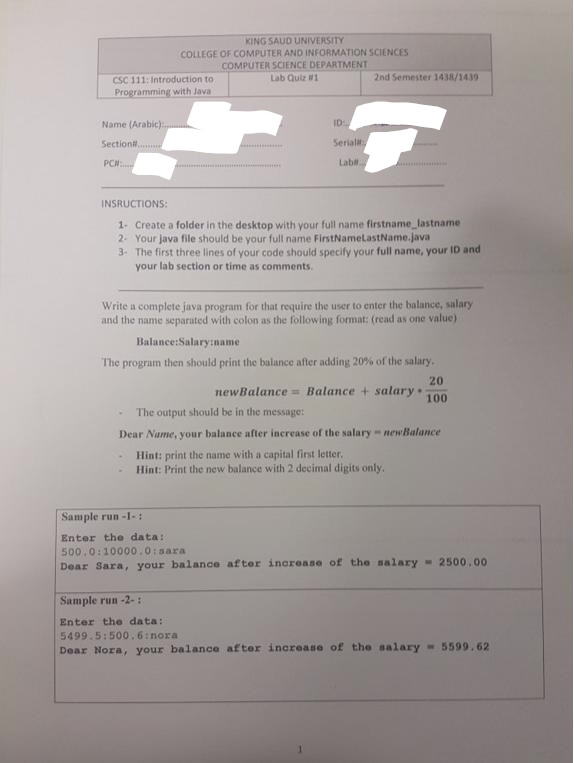 KING SAUD UNIVERSITY
COLLEGE OF COMPUTER AND INFORMATION SCIENCES
COMPUTER SCIENCE DEPARTMENT
CSC 111: Introduction to Programming with Java
Lab Quiz #1
2nd Semester 1438/1439
Name (Arabic):
ID:
Section#
Serial#:
PC#:
Lab#
INSRUCTIONS:
1- Create a folder in the desktop with your full name firstname_lastname
2- Your java file should be your full name FirstNameLastName.java
3- The first three lines of your code should specify your full name, your ID and
your lab section or time as comments.
Write a complete java program for that require the user to enter the balance, salary
and the name separated with colon as the following format: (read as one value)
Balance:Salary:name
The program then should print the balance after adding 20% of the salary.
newBalance = Balance + salary * 20/100
- The output should be in the message:
Dear Name, your balance after increase of the salary = newBalance
- Hint: print the name with a capital first letter.
- Hint: Print the new balance with 2 decimal digits only.
Sample run -1- :
Enter the data:
500.0:10000.0:sara
Dear Sara, your balance after increase of the salary = 2500.00
Sample run -2- :
Enter the data:
5499.5:500.6:nora
Dear Nora, your balance after increase of the salary = 5599.62
1